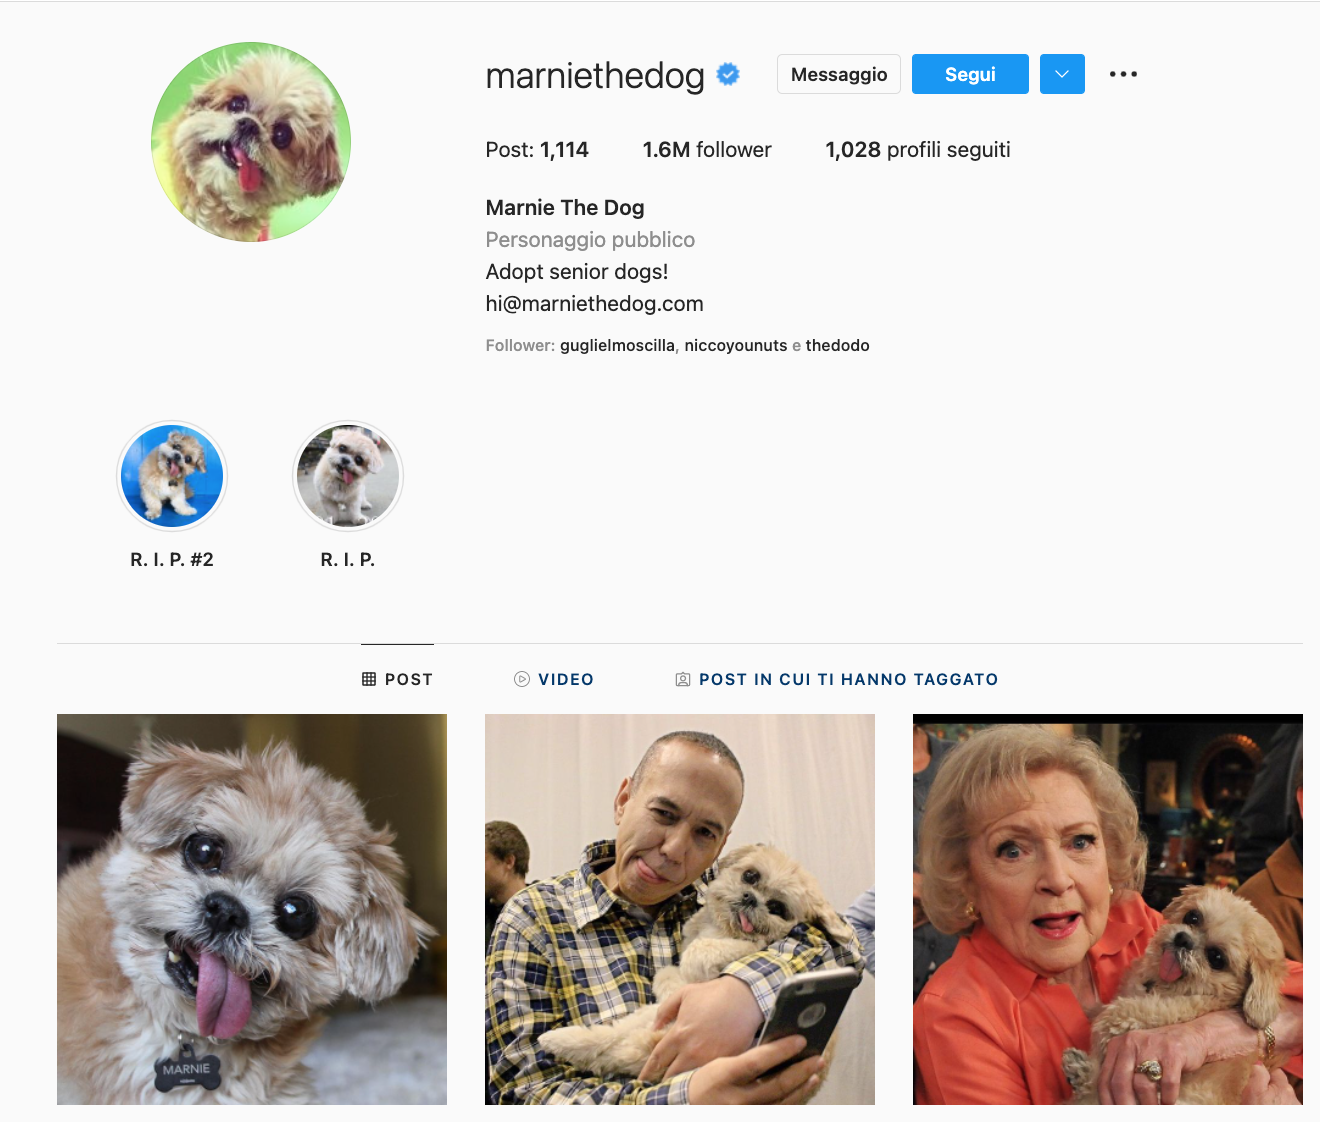 marniethedog
Messaggio
Segui
Post: 1,114
1.6M follower
1,028 profili seguiti
Marnie The Dog
Personaggio pubblico
Adopt senior dogs!
hi@marniethedog.com
Follower: guglielmoscilla, niccoyounuts e thedodo
R. I. P. #2
R. I. P.
POST
VIDEO
POST IN CUI TI HANNO TAGGATO
MARNIE